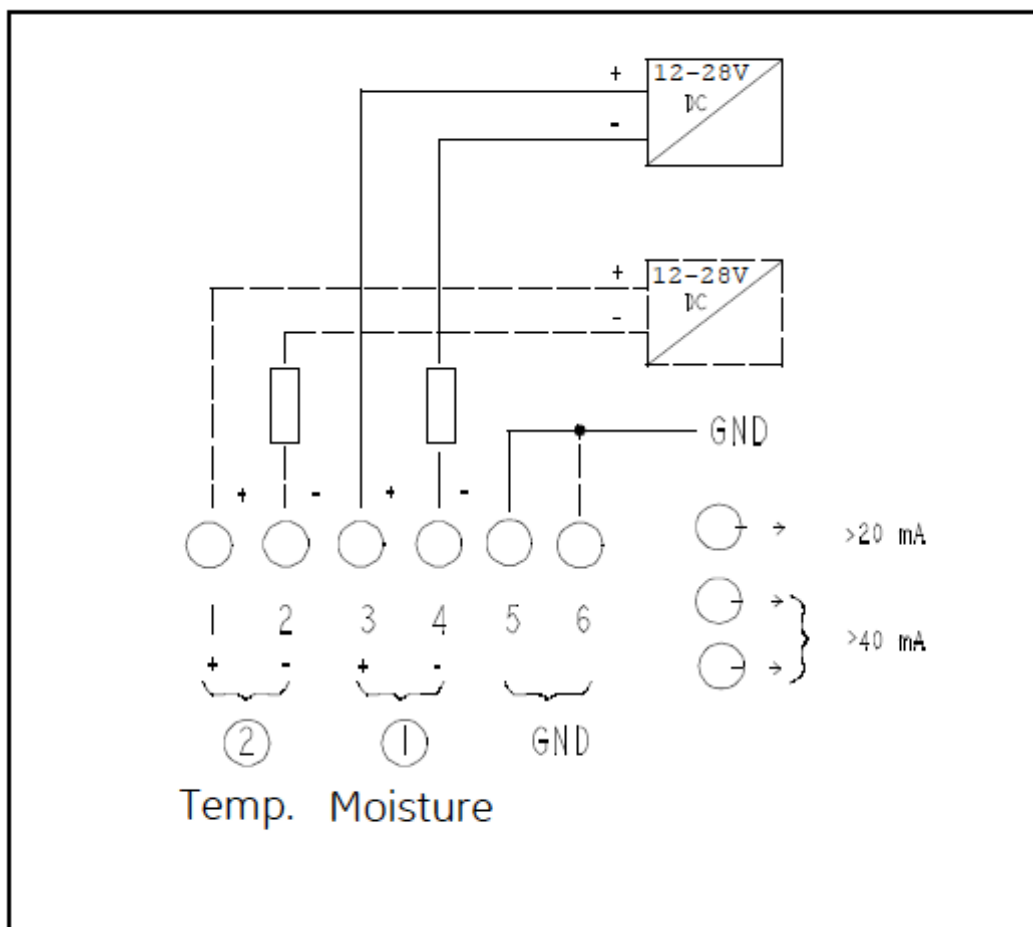 + 12-28V
DC
-
+ 12-28V
DC
-
GND
+ - + -
>20 mA
1 2 3 4 5 6
>40 mA
+ - + -
2 1 GND
Temp. Moisture